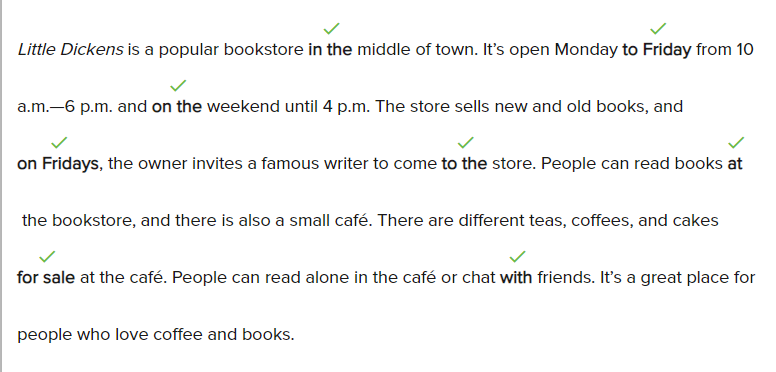 Little Dickens is a popular bookstore in the middle of town. It’s open Monday to Friday from 10
a.m.—6 p.m. and on the weekend until 4 p.m. The store sells new and old books, and
on Fridays, the owner invites a famous writer to come to the store. People can read books at
the bookstore, and there is also a small café. There are different teas, coffees, and cakes
for sale at the café. People can read alone in the café or chat with friends. It’s a great place for
people who love coffee and books.